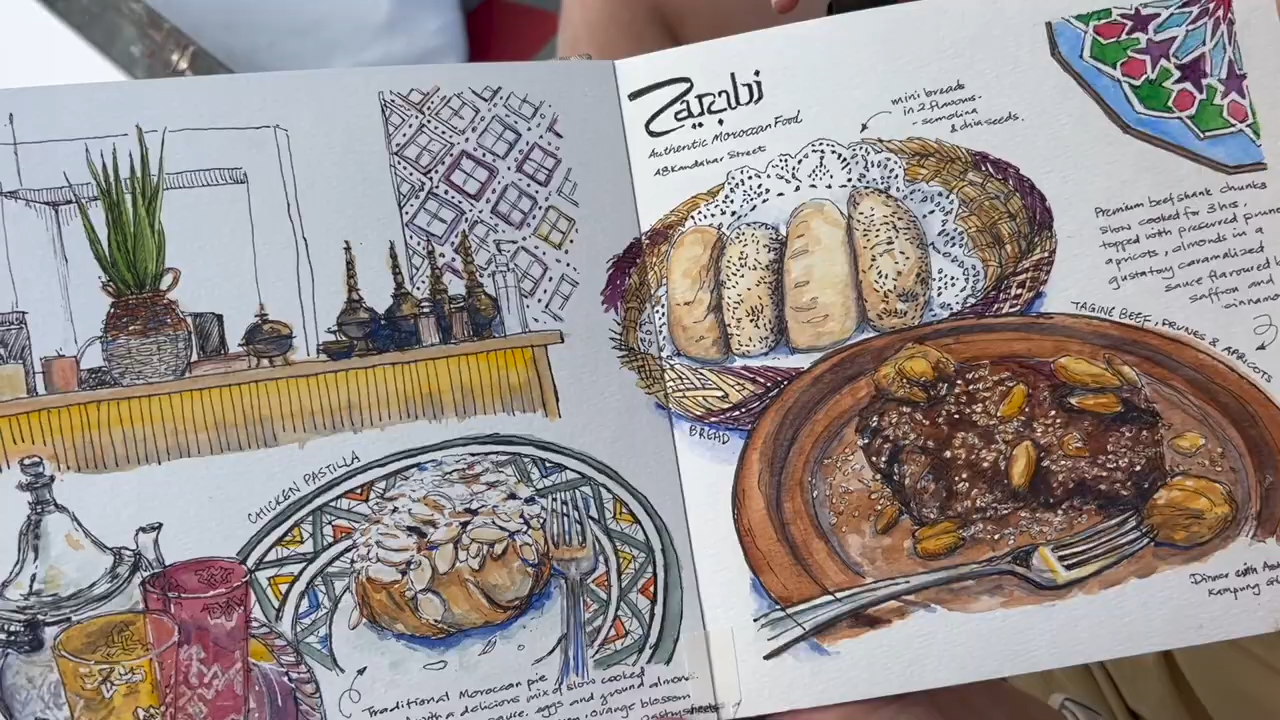 CHICKEN PASTILLA
Traditional Moroccan pie
with a delicious mix of slow cooked
sauce, eggs and ground almond.
orange blossom
Zarabi
Authentic Moroccan Food
48 Kandahar Street
mini breads
in 2 flavours.
- semolina
& chia seeds.
BREAD
Premium beef shank chunks
slow cooked for 3 hrs,
topped with preserved prunes
apricots, almonds in a
gustatory caramalized
sauce flavoured
saffron and
TAGINE BEEF, PRUNES & APRICOTS
Dinner with
Kampung